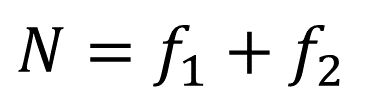 N = f₁ + f₂